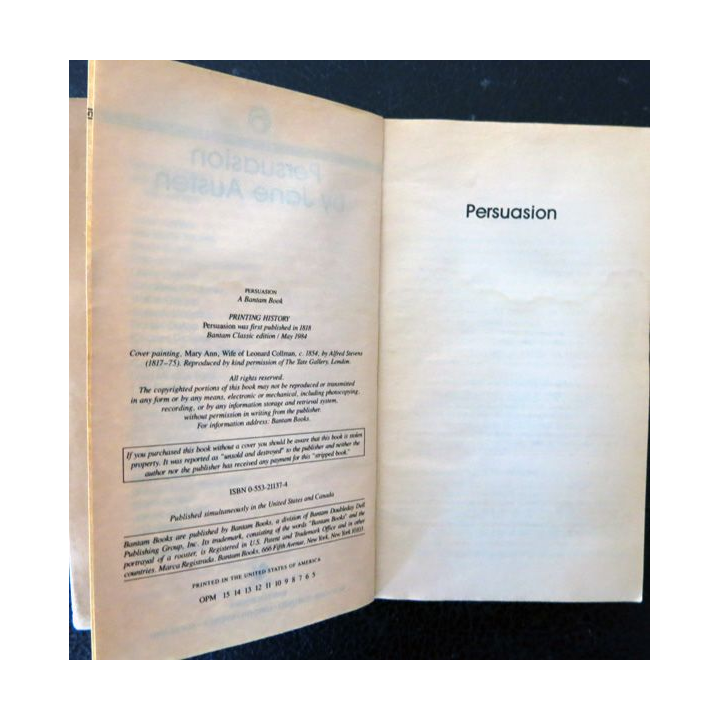 Persuasion
by Jane Austen
PERSUASION
A Bantam Book
PRINTING HISTORY
Persuasion was first published in 1818
Bantam Classic edition / May 1984
Cover painting, Mary Ann, Wife of Leonard Collman, c. 1854, by Alfred Stevens
(1817–75). Reproduced by kind permission of The Tate Gallery, London.
All rights reserved.
The copyrighted portions of this book may not be reproduced or transmitted
in any form or by any means, electronic or mechanical, including photocopying,
recording, or by any information storage and retrieval system,
without permission in writing from the publisher.
For information address: Bantam Books.
If you purchased this book without a cover you should be aware that this book is stolen
property. It was reported as "unsold and destroyed" to the publisher and neither the
author nor the publisher has received any payment for this "stripped book."
ISBN 0-553-21137-4
Published simultaneously in the United States and Canada
Bantam Books are published by Bantam Books, a division of Bantam Doubleday Dell
Publishing Group, Inc. Its trademark, consisting of the words "Bantam Books" and the
portrayal of a rooster, is Registered in U.S. Patent and Trademark Office and in other
countries. Marca Registrada. Bantam Books, 666 Fifth Avenue, New York, New York 10103.
PRINTED IN THE UNITED STATES OF AMERICA
OPM 15 14 13 12 11 10 9 8 7 6 5
Persuasion